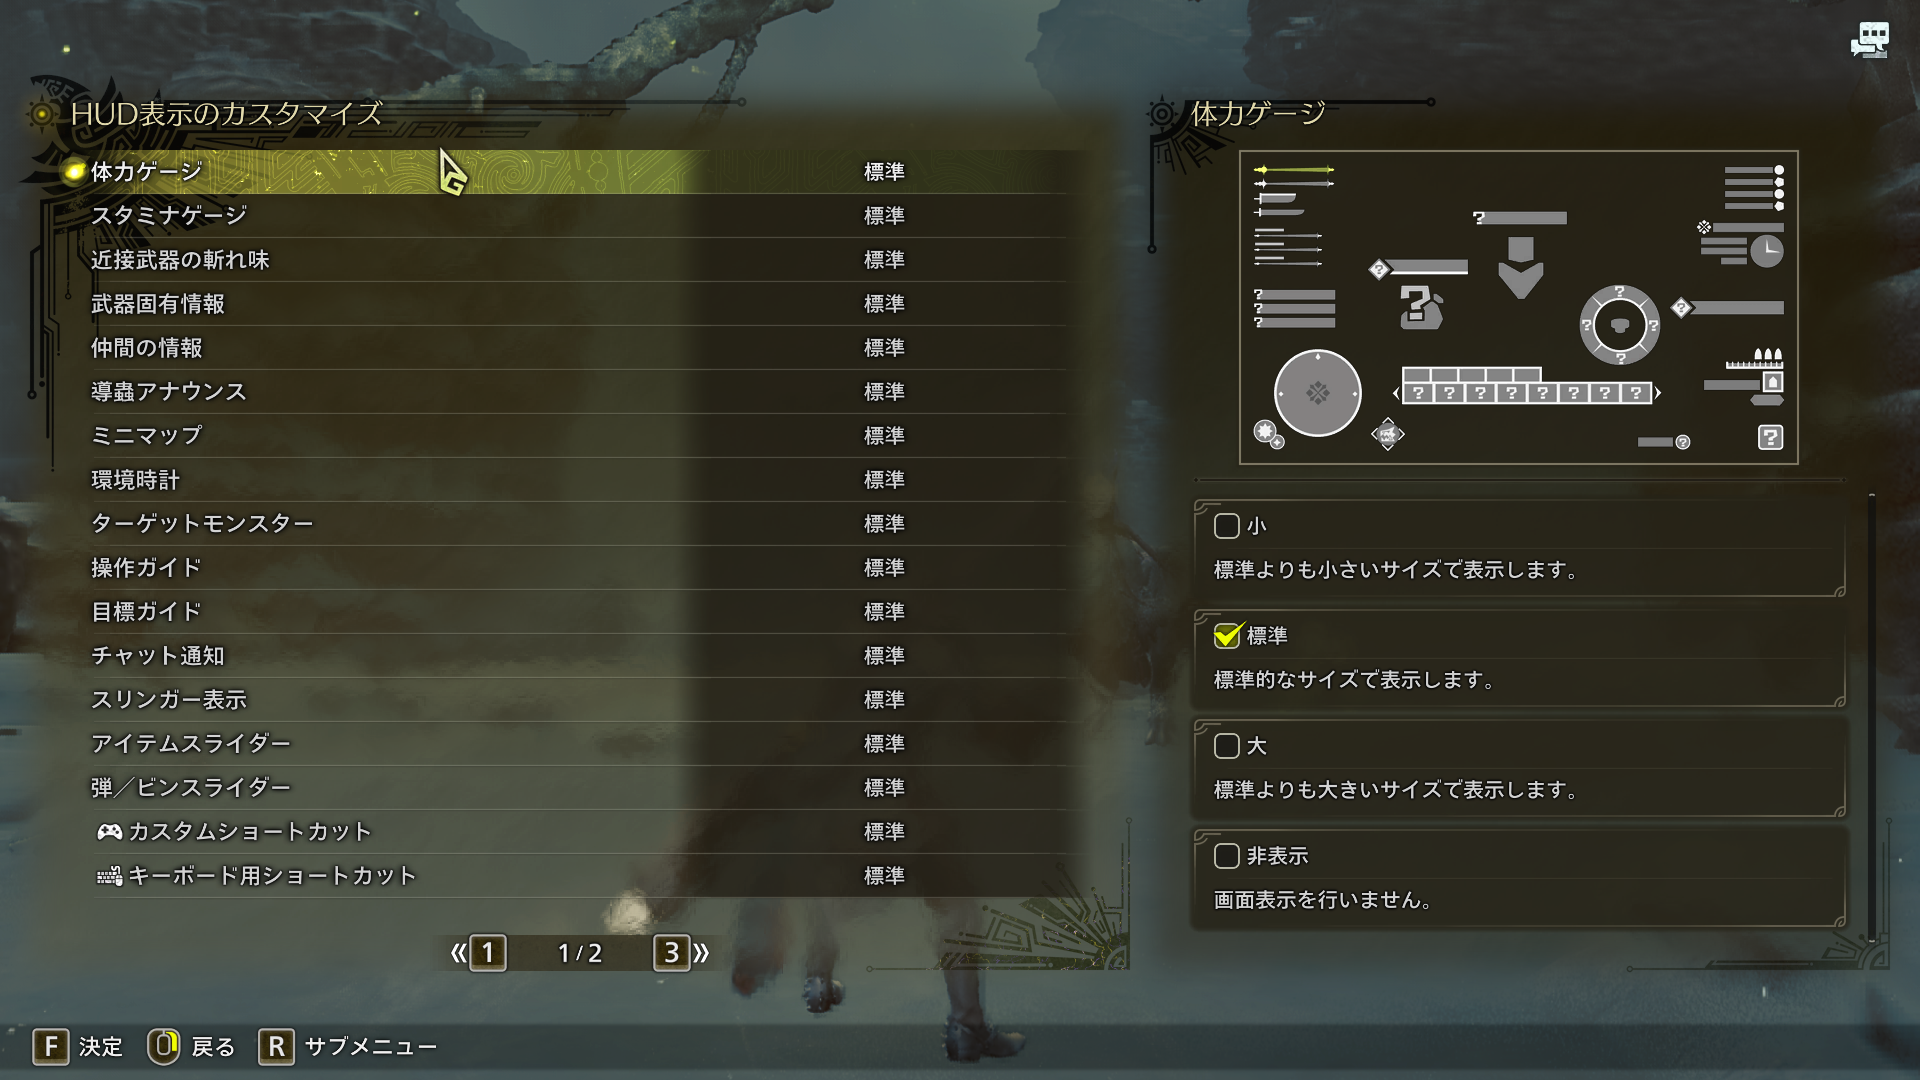 HUD表示のカスタマイズ
体力ゲージ 標準
スタミナゲージ 標準
近接武器の斬れ味 標準
武器固有情報 標準
仲間の情報 標準
導蟲アナウンス 標準
ミニマップ 標準
環境時計 標準
ターゲットモンスター 標準
操作ガイド 標準
目標ガイド 標準
チャット通知 標準
スリンガー表示 標準
アイテムスライダー 標準
弾／ビンスライダー 標準
カスタムショートカット 標準
キーボード用ショートカット 標準
1 1/2 3
体力ゲージ
?
?
?
?
?
?
?
?
?
?
?
?
? ? ? ? ? ? ? ?
?
?
小
標準よりも小さいサイズで表示します。
標準
標準的なサイズで表示します。
大
標準よりも大きいサイズで表示します。
非表示
画面表示を行いません。
F 決定 戻る R サブメニュー